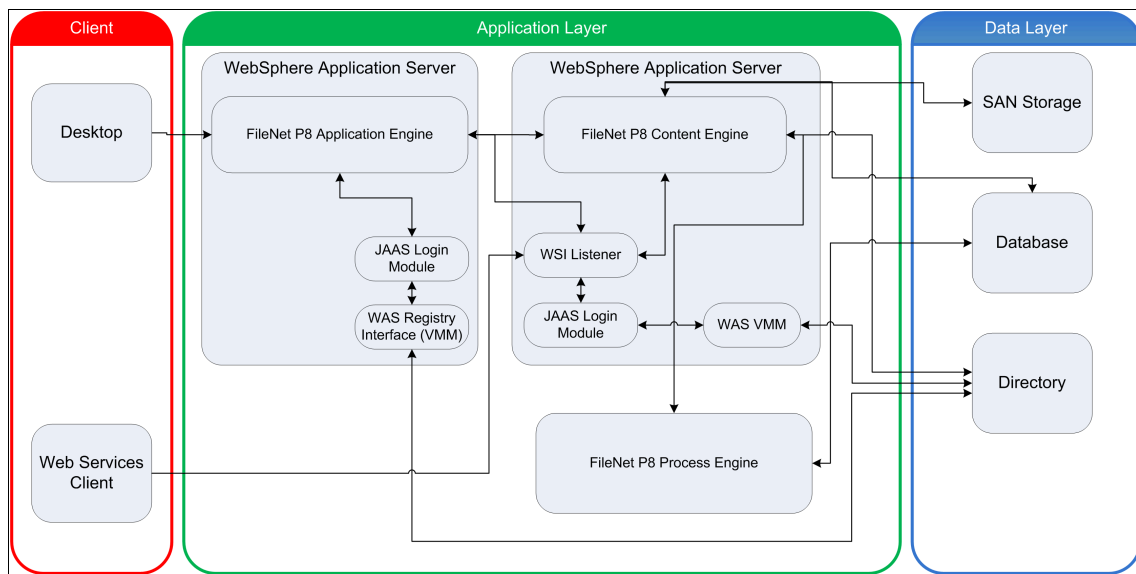 Client
Application Layer
Data Layer
WebSphere Application Server
WebSphere Application Server
Desktop
FileNet P8 Application Engine
FileNet P8 Content Engine
SAN Storage
JAAS Login
Module
WSI Listener
Database
WAS Registry
Interface (VMM)
JAAS Login
Module
WAS VMM
Directory
Web Services
Client
FileNet P8 Process Engine